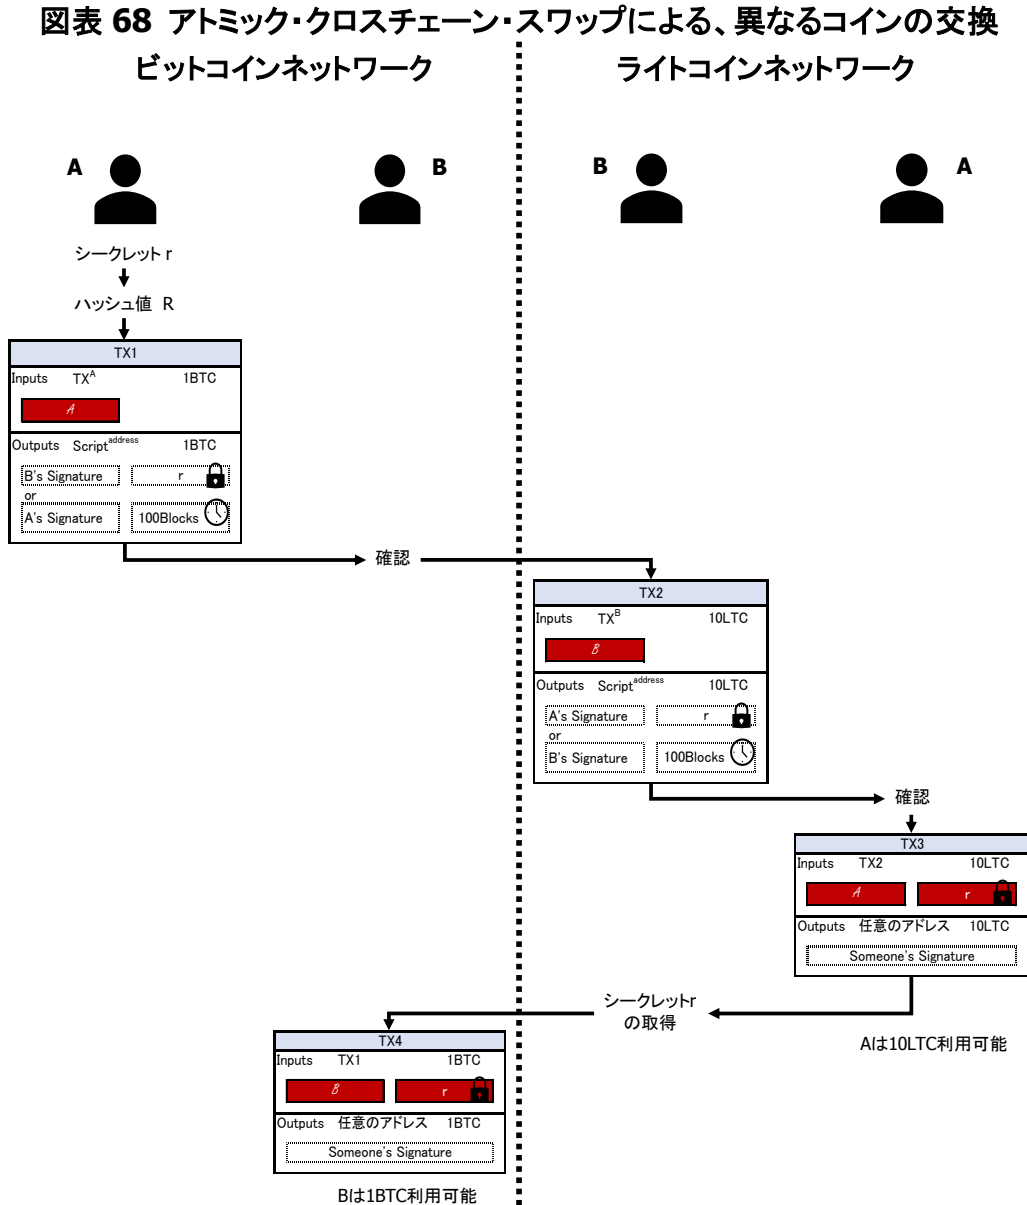 図表 68 アトミック・クロスチェーン・スワップによる、異なるコインの交換
ビットコインネットワーク
ライトコインネットワーク
A
B
B
A
シークレット r
ハッシュ値 R
TX1
Inputs TX^A 1BTC
A
Outputs Script^address 1BTC
B's Signature r
or
A's Signature 100Blocks
確認
TX2
Inputs TX^B 10LTC
B
Outputs Script^address 10LTC
A's Signature r
or
B's Signature 100Blocks
確認
TX3
Inputs TX2 10LTC
A r
Outputs 任意のアドレス 10LTC
Someone's Signature
シークレットr
の取得
Aは10LTC利用可能
TX4
Inputs TX1 1BTC
B r
Outputs 任意のアドレス 1BTC
Someone's Signature
Bは1BTC利用可能